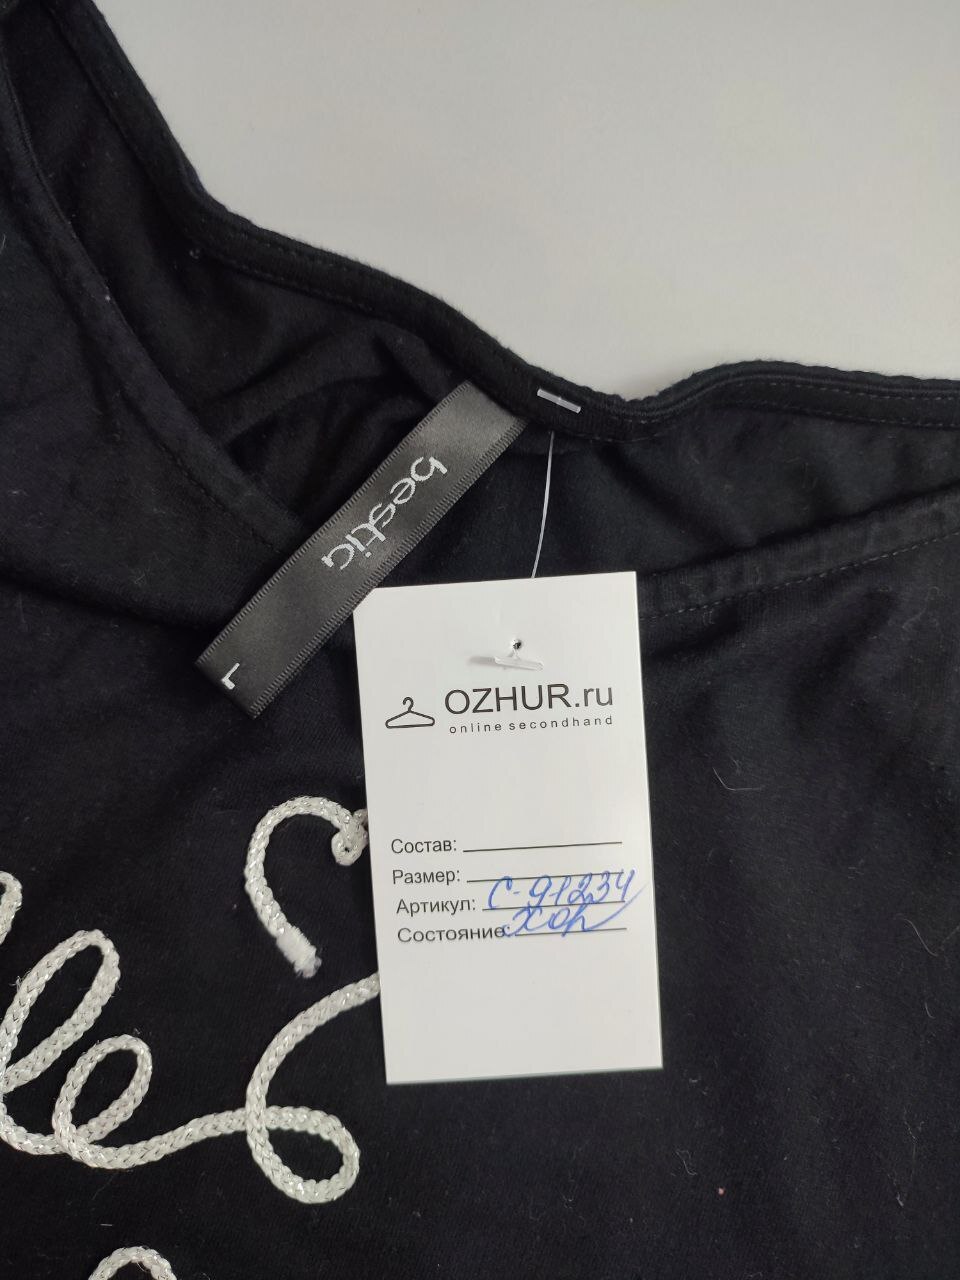 bestia
L
OZHUR.ru
online secondhand
Состав:
Размер:
Артикул: С-91234
Состояние: хор